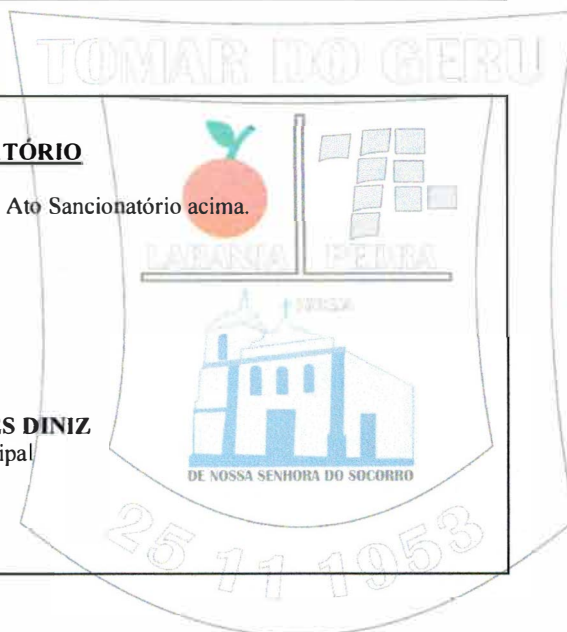 TOMAR DO GERU
TÓRIO
Ato Sancionatório acima.
LARANJA PEDRA
IGREJA
ES DINIZ
ipal
DE NOSSA SENHORA DO SOCORRO
25 11 1953